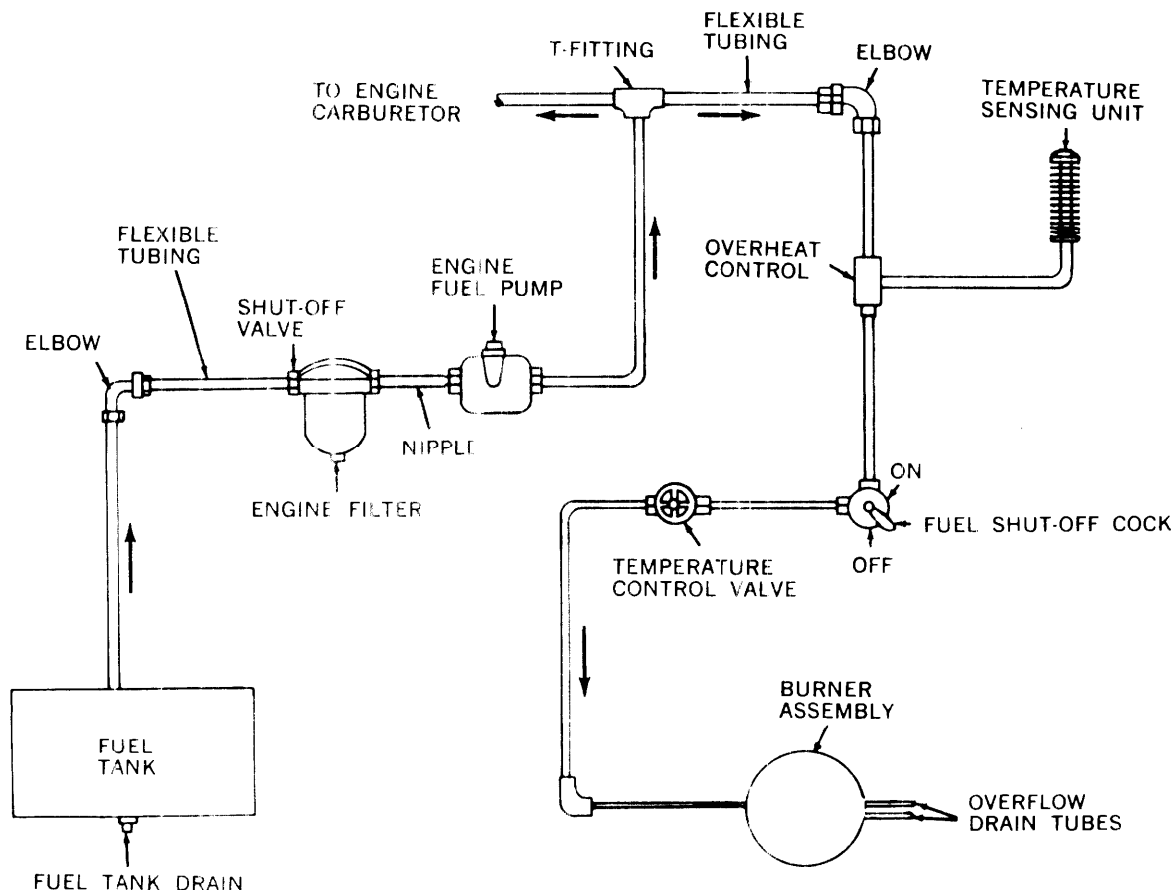 FLEXIBLE
TUBING
T-FITTING
ELBOW
TO ENGINE
CARBURETOR
TEMPERATURE
SENSING UNIT
FLEXIBLE
TUBING
ENGINE
FUEL PUMP
OVERHEAT
CONTROL
SHUT-OFF
VALVE
ELBOW
NIPPLE
ENGINE FILTER
ON
FUEL SHUT-OFF COCK
OFF
TEMPERATURE
CONTROL VALVE
BURNER
ASSEMBLY
FUEL
TANK
OVERFLOW
DRAIN TUBES
FUEL TANK DRAIN